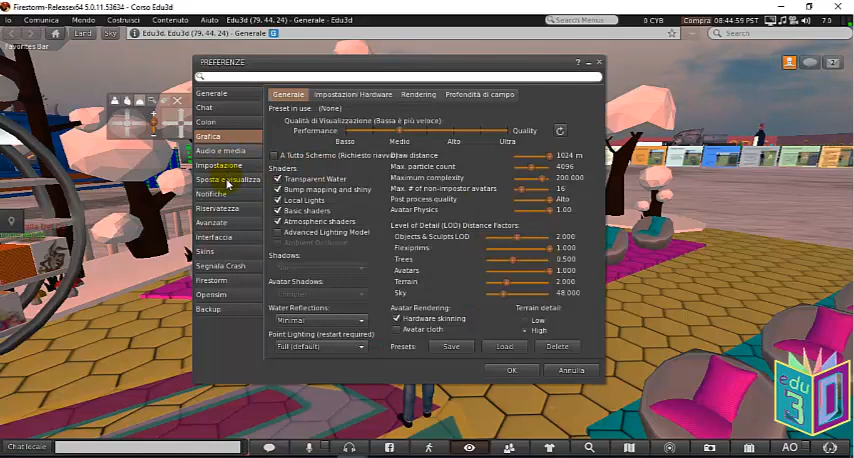 Firestorm-Releasex64 5.0.11.53634 - Corso Edu3d
Mondo Comunica Mondo Costruisci Contenuto Aiuto Edu3d (79, 44, 24) - Generale - Edu3d
Search Menus
0 CYB
Compra 08:44:59 PST
7.0
Land
Sky
Edu3d, Edu3d (79, 44, 24) - Generale G
Search
Favorites Bar
PREFERENZE
Generale
Chat
Colori
Grafica
Audio e media
Impostazione
Sposta e visualizza
Notifiche
Riservatezza
Avanzate
Interfaccia
Skins
Segnala Crash
Firestorm
Opensim
Backup
Generale Impostazioni Hardware Rendering Profondità di campo
Preset in use: (None)
Qualità di Visualizzazione (Bassa è più veloce):
Performance Quality
Basso Medio Alto Ultra
A Tutto Schermo (Richiesto riavvio)
Shaders:
Transparent Water
Bump mapping and shiny
Local Lights
Basic shaders
Atmospheric shaders
Advanced Lighting Model
Ambient Occlusion
Shadows:
Avatar Shadows:
Water Reflections:
Minimal
Point Lighting (restart required)
Full (default)
Draw distance 1024 m
Max. particle count 4096
Maximum complexity 200.000
Max. # of non-impostor avatars 16
Post process quality Alto
Avatar Physics 1.00
Level of Detail (LOD) Distance Factors:
Objects & Sculpts LOD 2.000
Flexiprims 1.000
Trees 0.500
Avatars 1.000
Terrain 2.000
Sky 48.000
Avatar Rendering:
Hardware skinning
Avatar cloth
Terrain detail:
Low
High
Presets: Save Load Delete
OK Annulla
edu
3D
Chat locale
AO